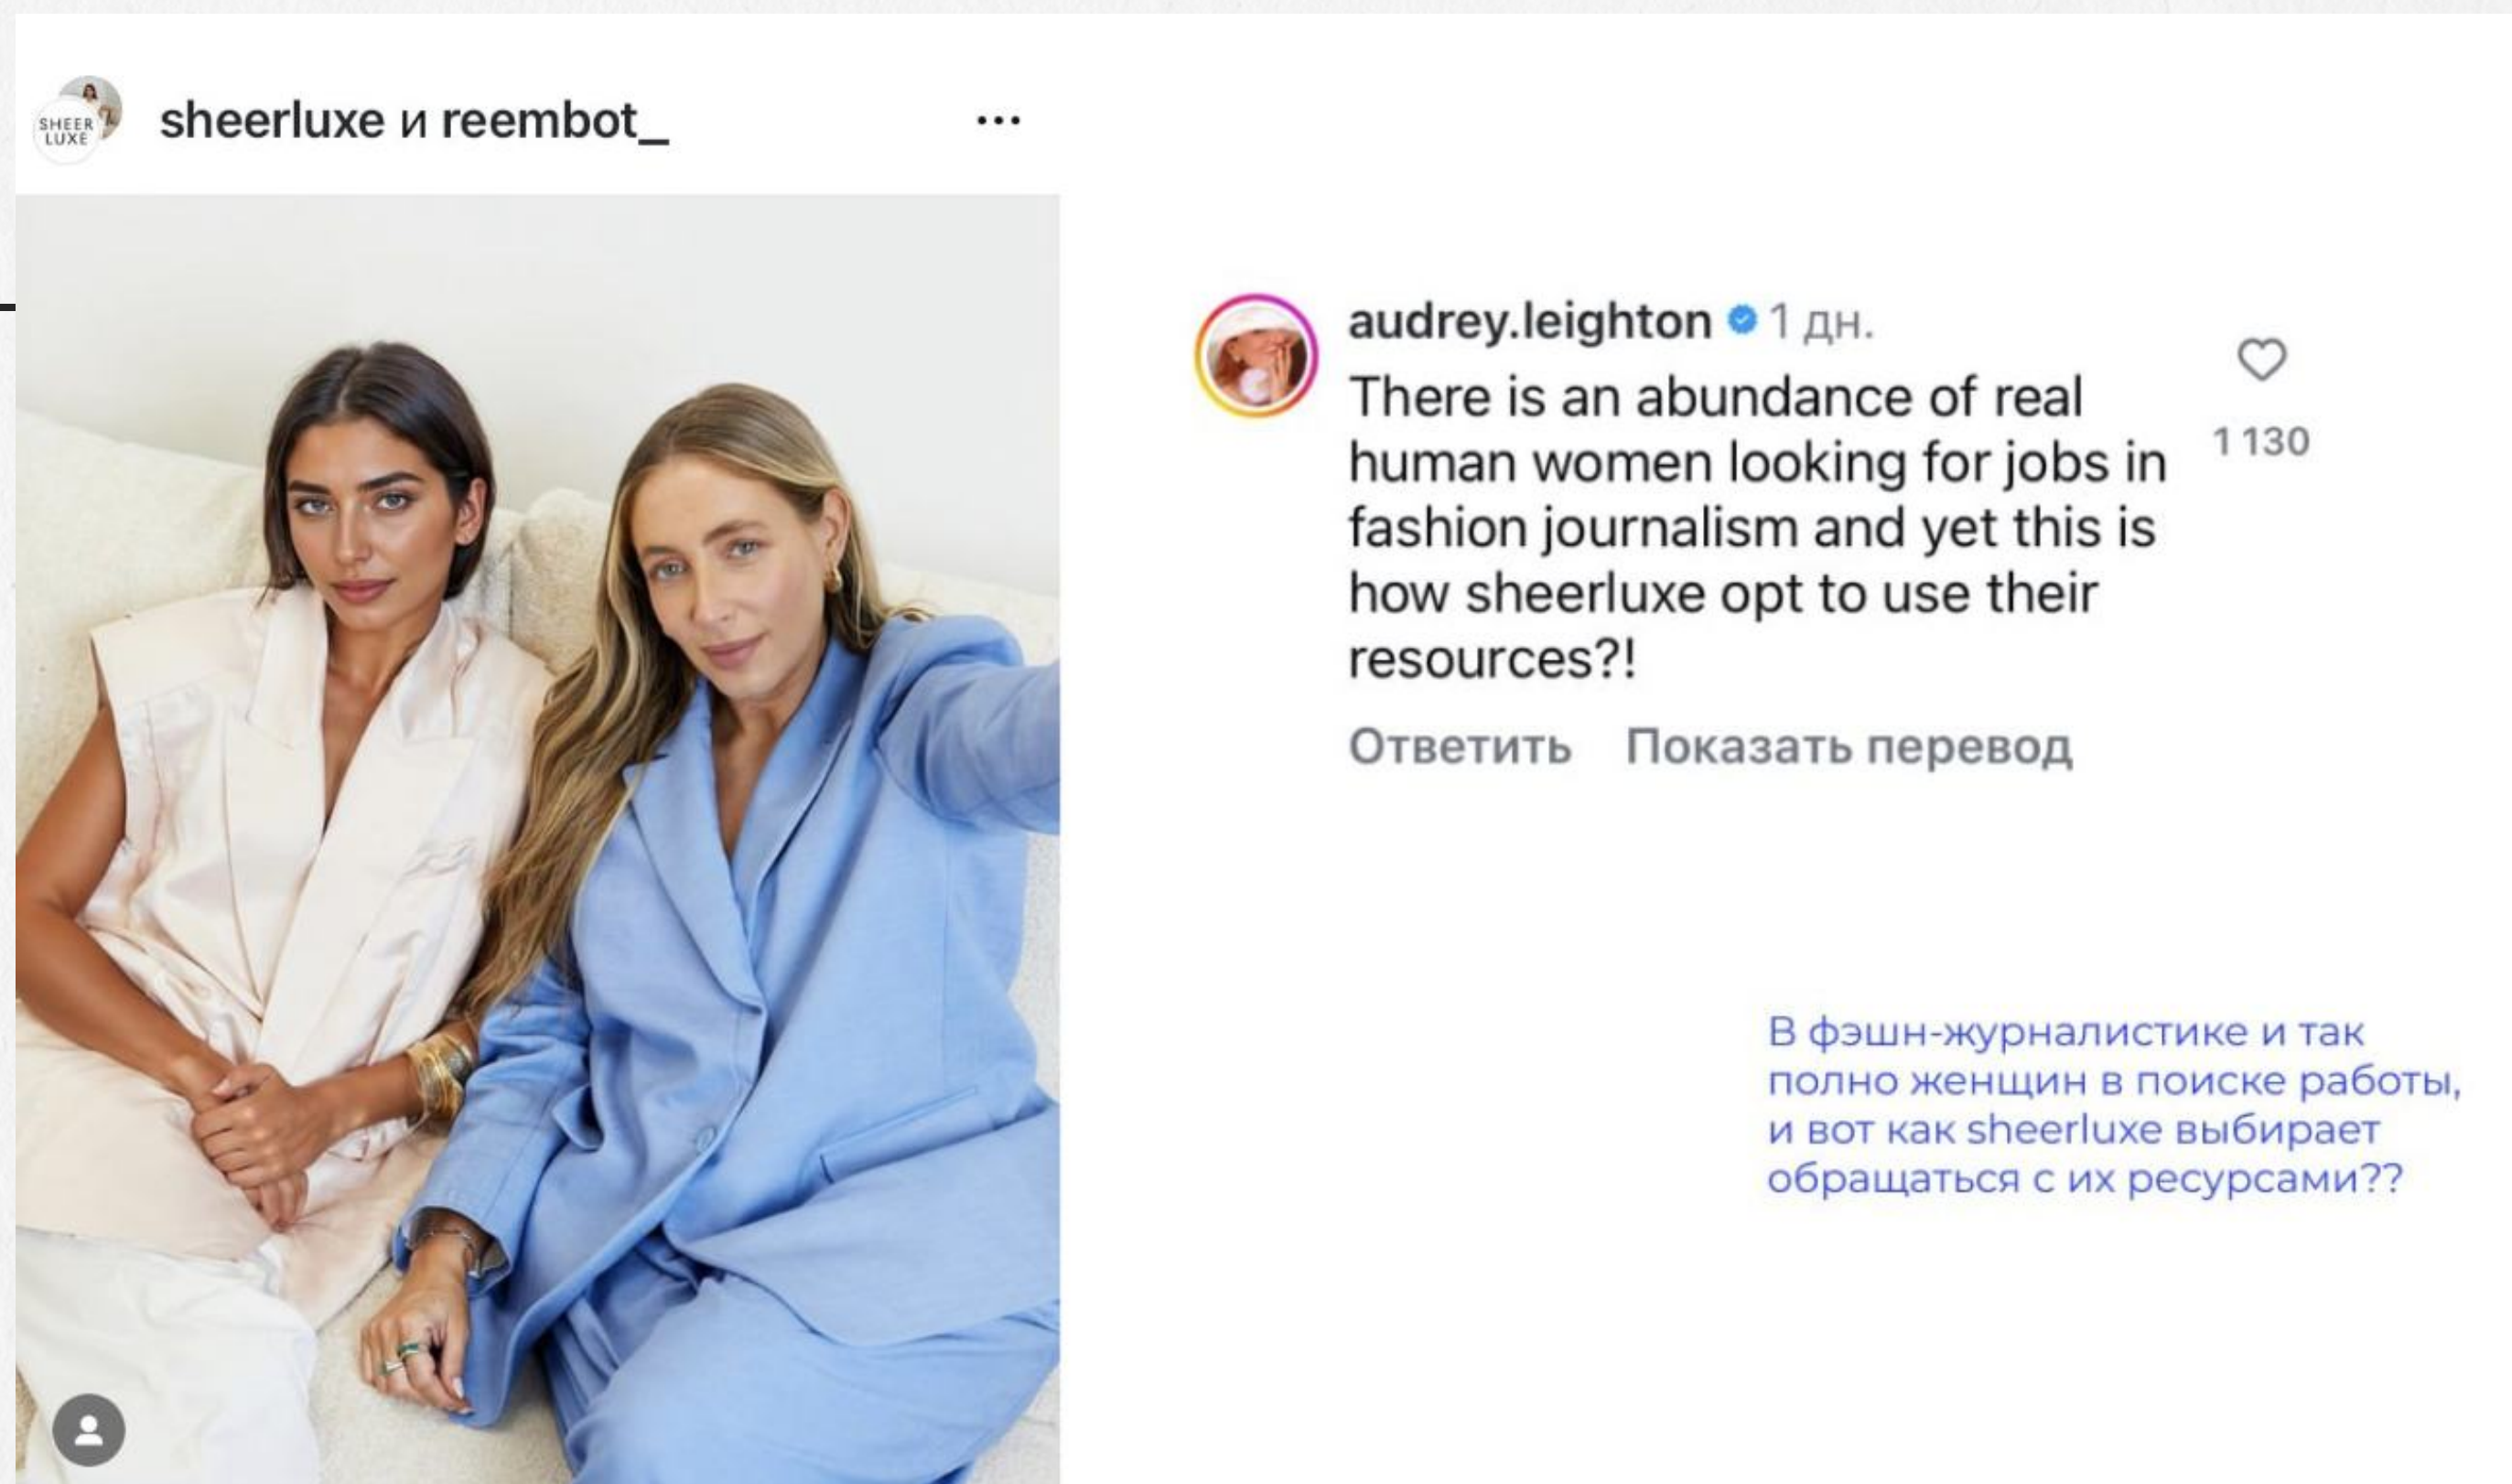 SHEER
LUXE
sheerluxe и reembot_
audrey.leighton 1 дн.
There is an abundance of real
human women looking for jobs in
fashion journalism and yet this is
how sheerluxe opt to use their
resources?!
1 130
Ответить Показать перевод
В фэшн-журналистике и так
полно женщин в поиске работы,
и вот как sheerluxe выбирает
обращаться с их ресурсами??